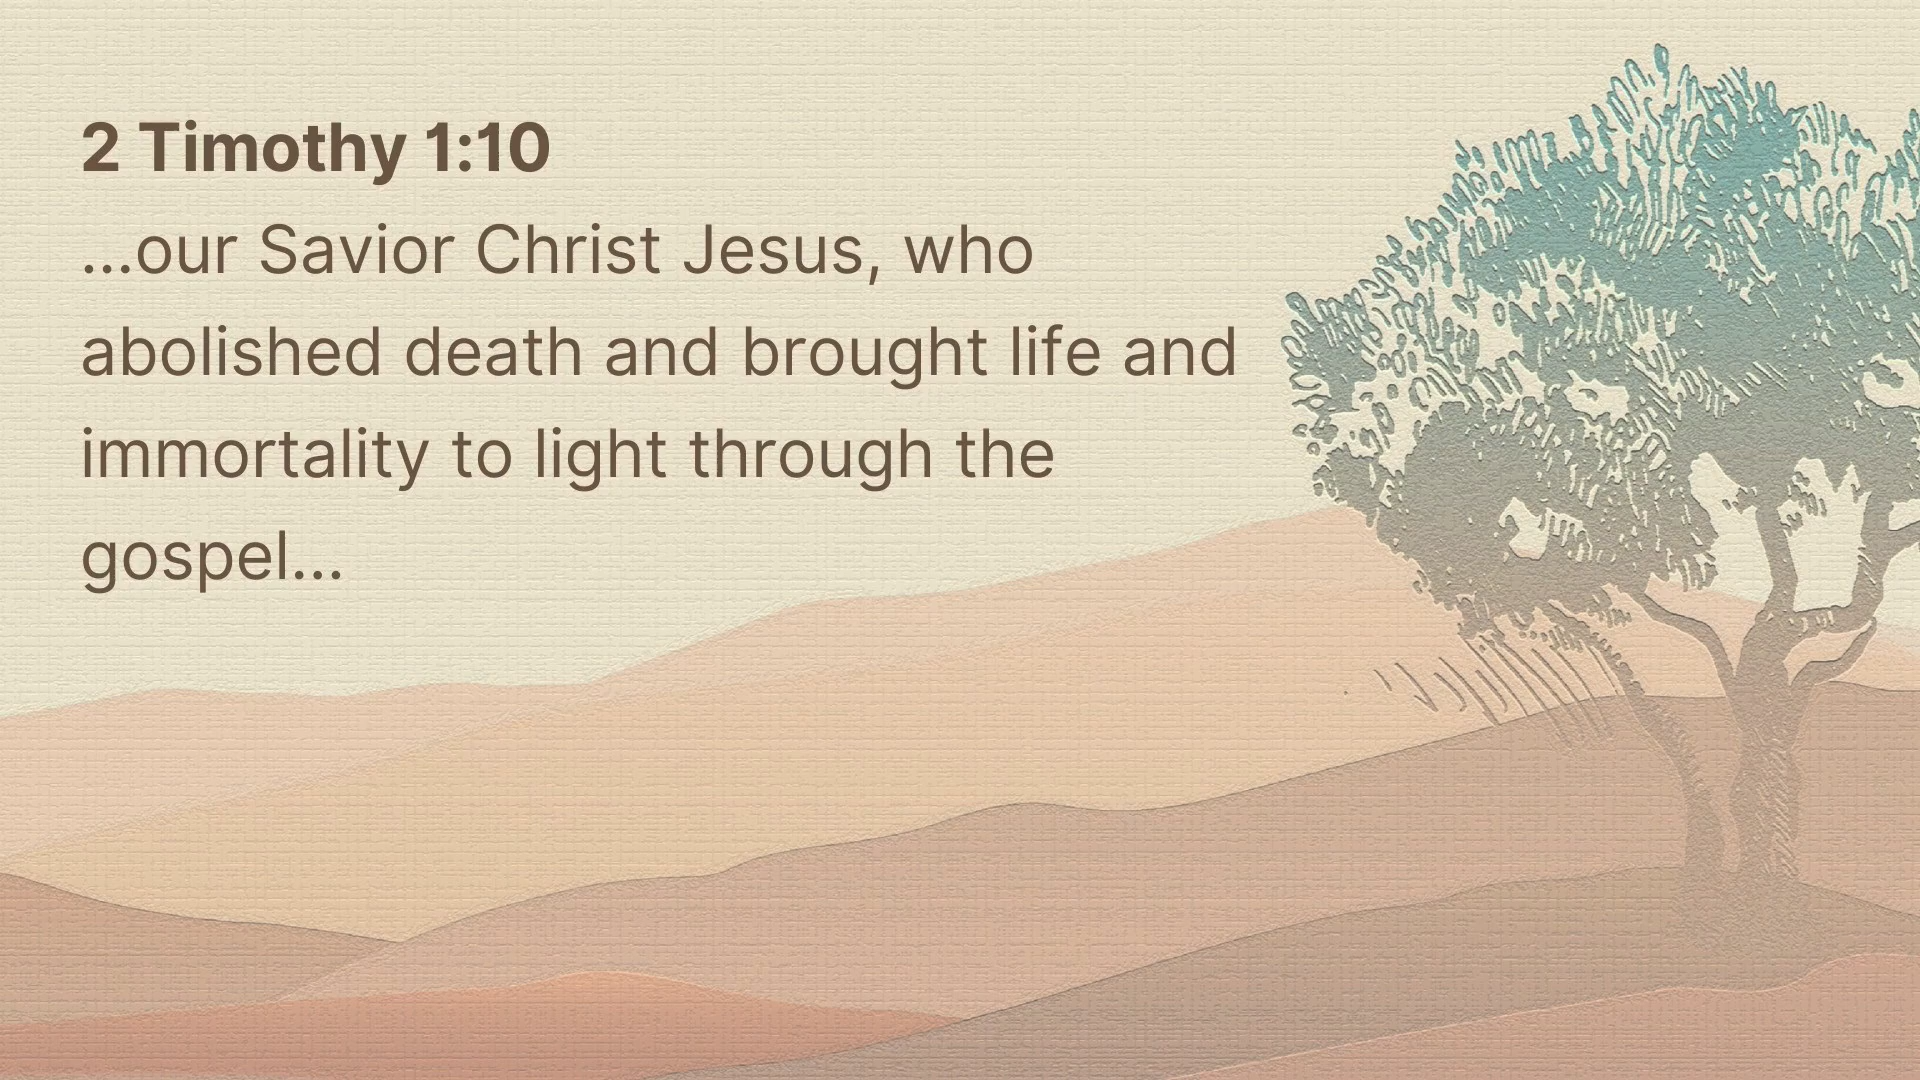 2 Timothy 1:10
...our Savior Christ Jesus, who
abolished death and brought life and
immortality to light through the
gospel...